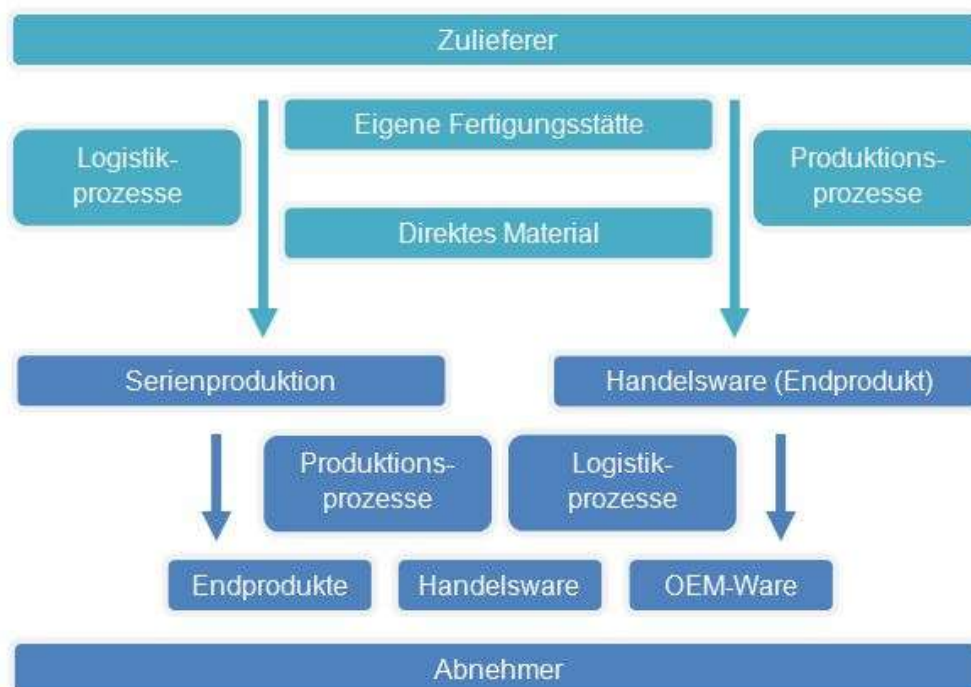 Zulieferer
Eigene Fertigungsstätte
Logistik-
prozesse
Produktions-
prozesse
Direktes Material
Serienproduktion
Handelsware (Endprodukt)
Produktions-
prozesse
Logistik-
prozesse
Endprodukte
Handelsware
OEM-Ware
Abnehmer